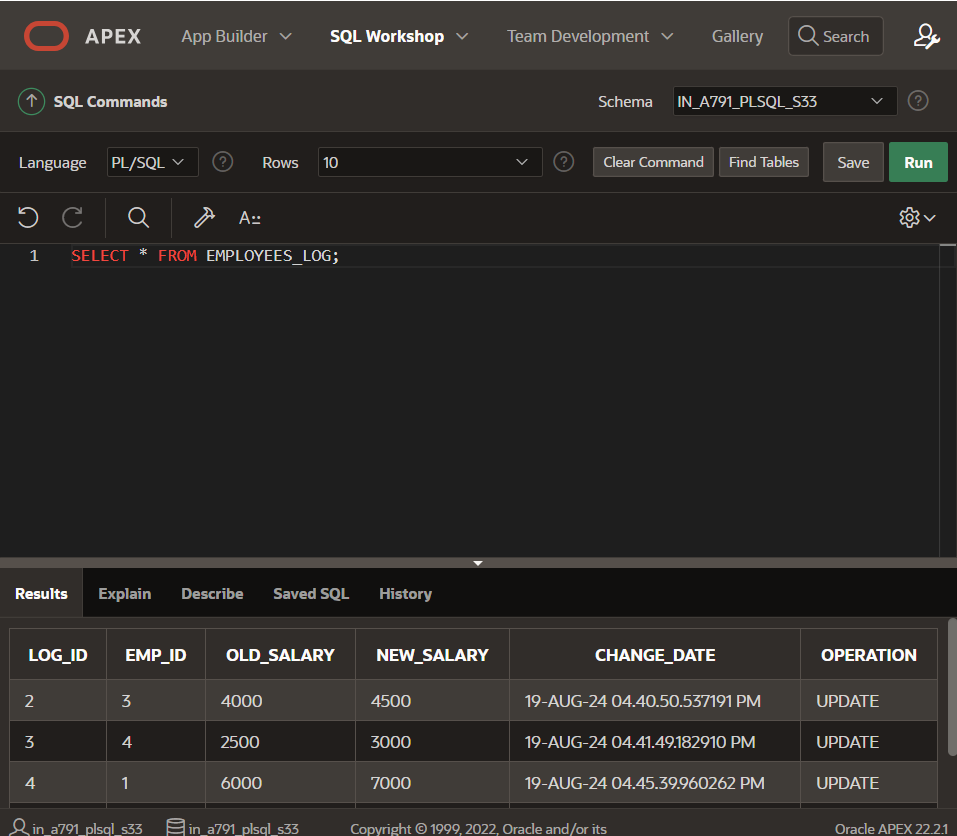 APEX App Builder SQL Workshop Team Development Gallery Search
SQL Commands Schema IN_A791_PLSQL_S33 ?
Language PL/SQL ? Rows 10 ? Clear Command Find Tables Save Run
A::
1 SELECT * FROM EMPLOYEES_LOG;
Results Explain Describe Saved SQL History
LOG_ID EMP_ID OLD_SALARY NEW_SALARY CHANGE_DATE OPERATION
2 3 4000 4500 19-AUG-24 04.40.50.537191 PM UPDATE
3 4 2500 3000 19-AUG-24 04.41.49.182910 PM UPDATE
4 1 6000 7000 19-AUG-24 04.45.39.960262 PM UPDATE
in_a791_plsql_s33 in_a791_plsql_s33 Copyright © 1999, 2022, Oracle and/or its Oracle APEX 22.2.1